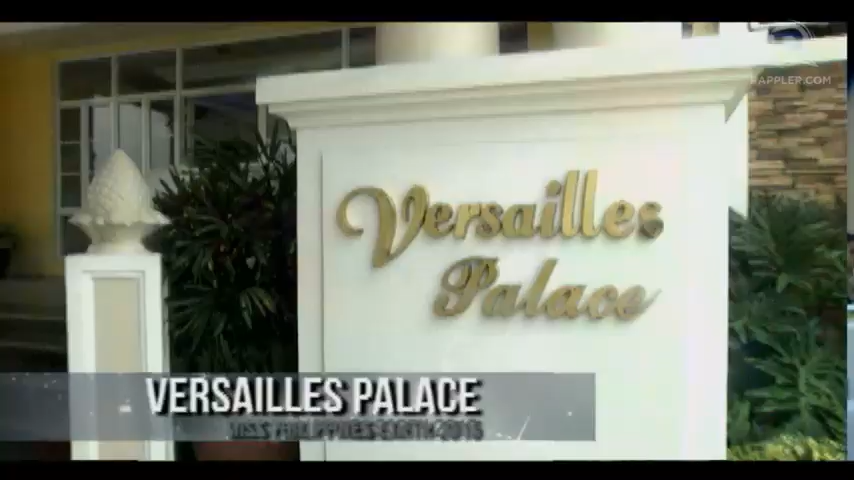 RAPPLER.COM
Versailles
Palace
VERSAILLES PALACE
MISS PHILIPPINES EARTH 2015